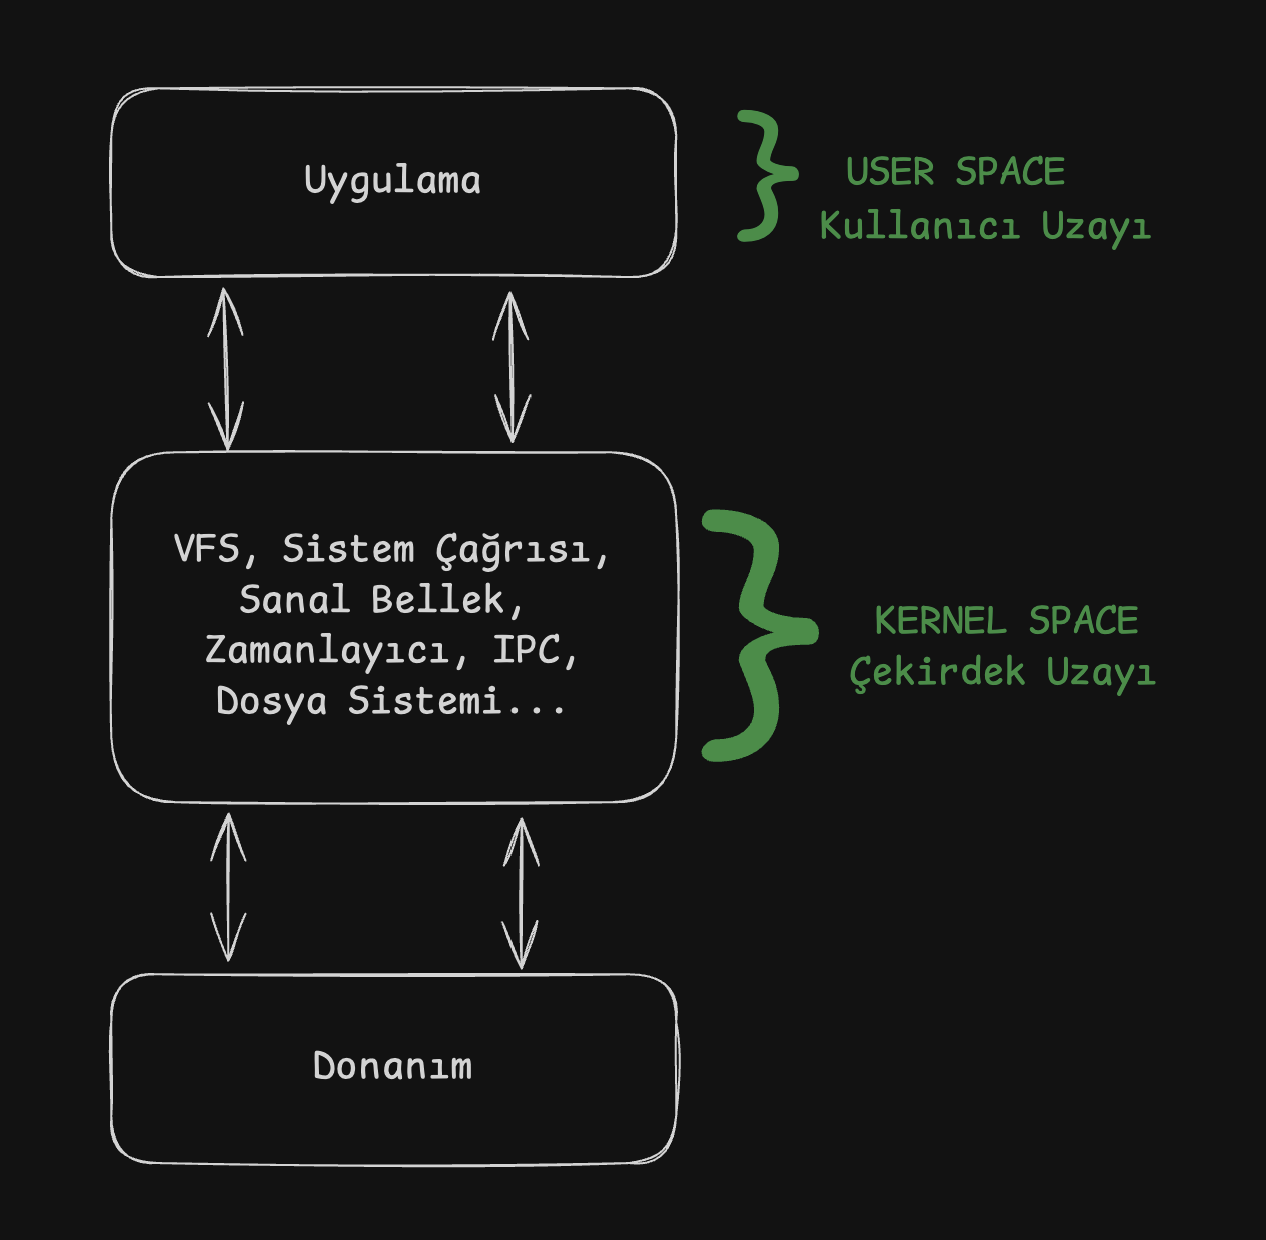 Uygulama
USER SPACE
Kullanıcı Uzayı
VFS, Sistem Çağrısı,
Sanal Bellek,
Zamanlayıcı, IPC,
Dosya Sistemi...
KERNEL SPACE
Çekirdek Uzayı
Donanım